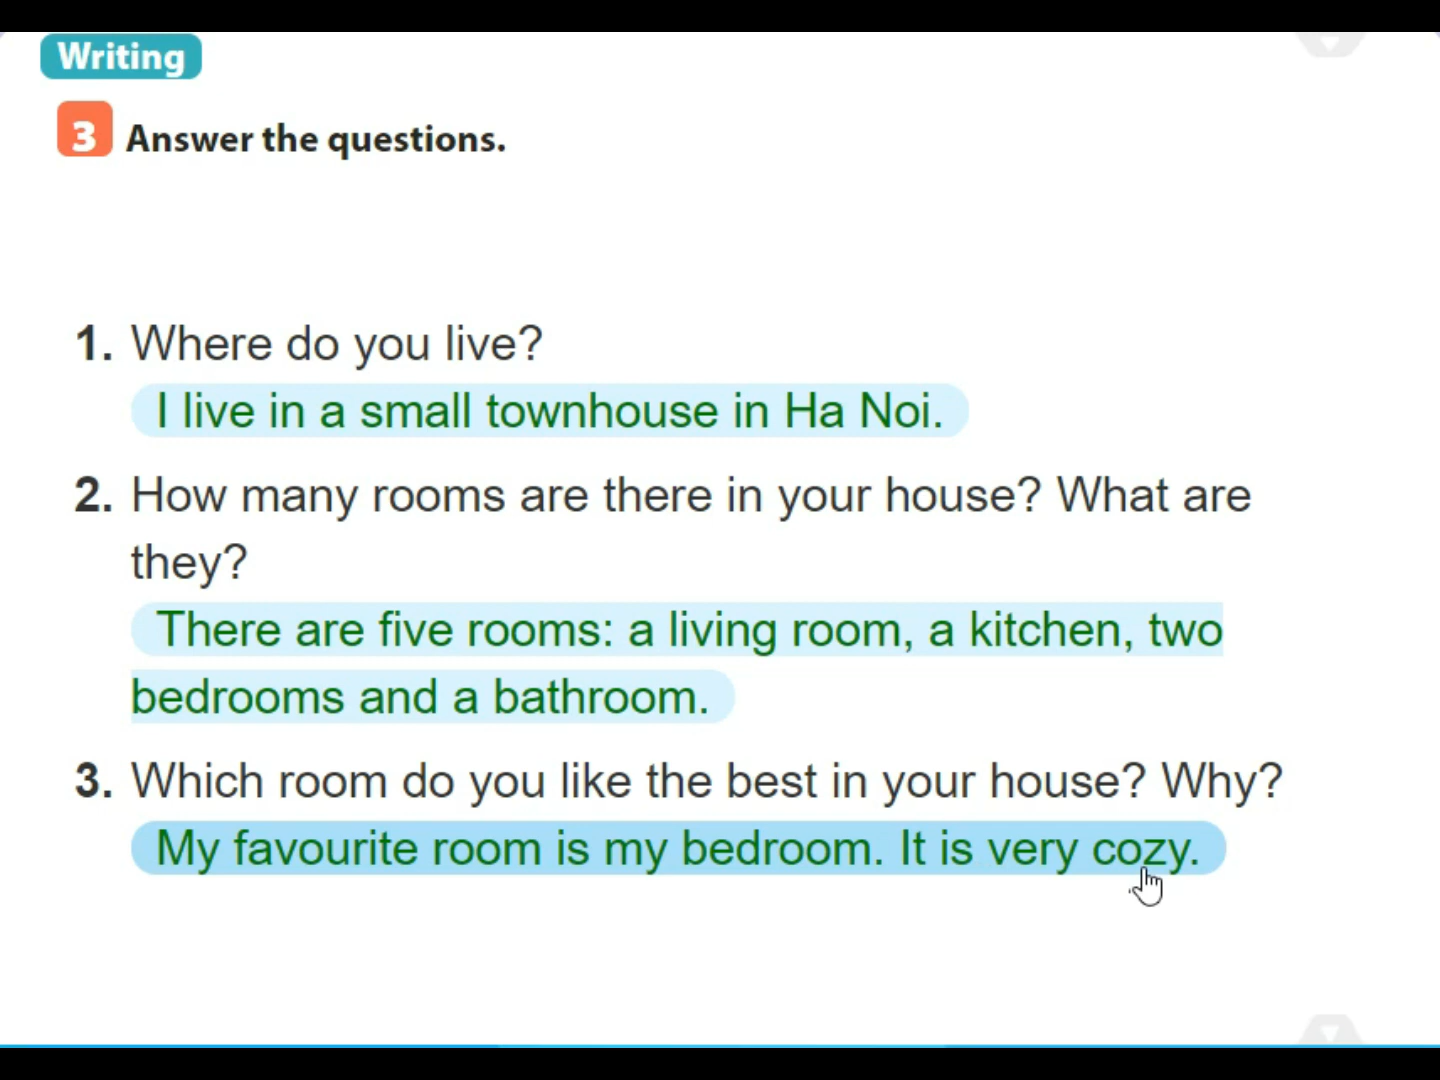 Writing
3 Answer the questions.
1. Where do you live?
I live in a small townhouse in Ha Noi.
2. How many rooms are there in your house? What are
they?
There are five rooms: a living room, a kitchen, two
bedrooms and a bathroom.
3. Which room do you like the best in your house? Why?
My favourite room is my bedroom. It is very cozy.